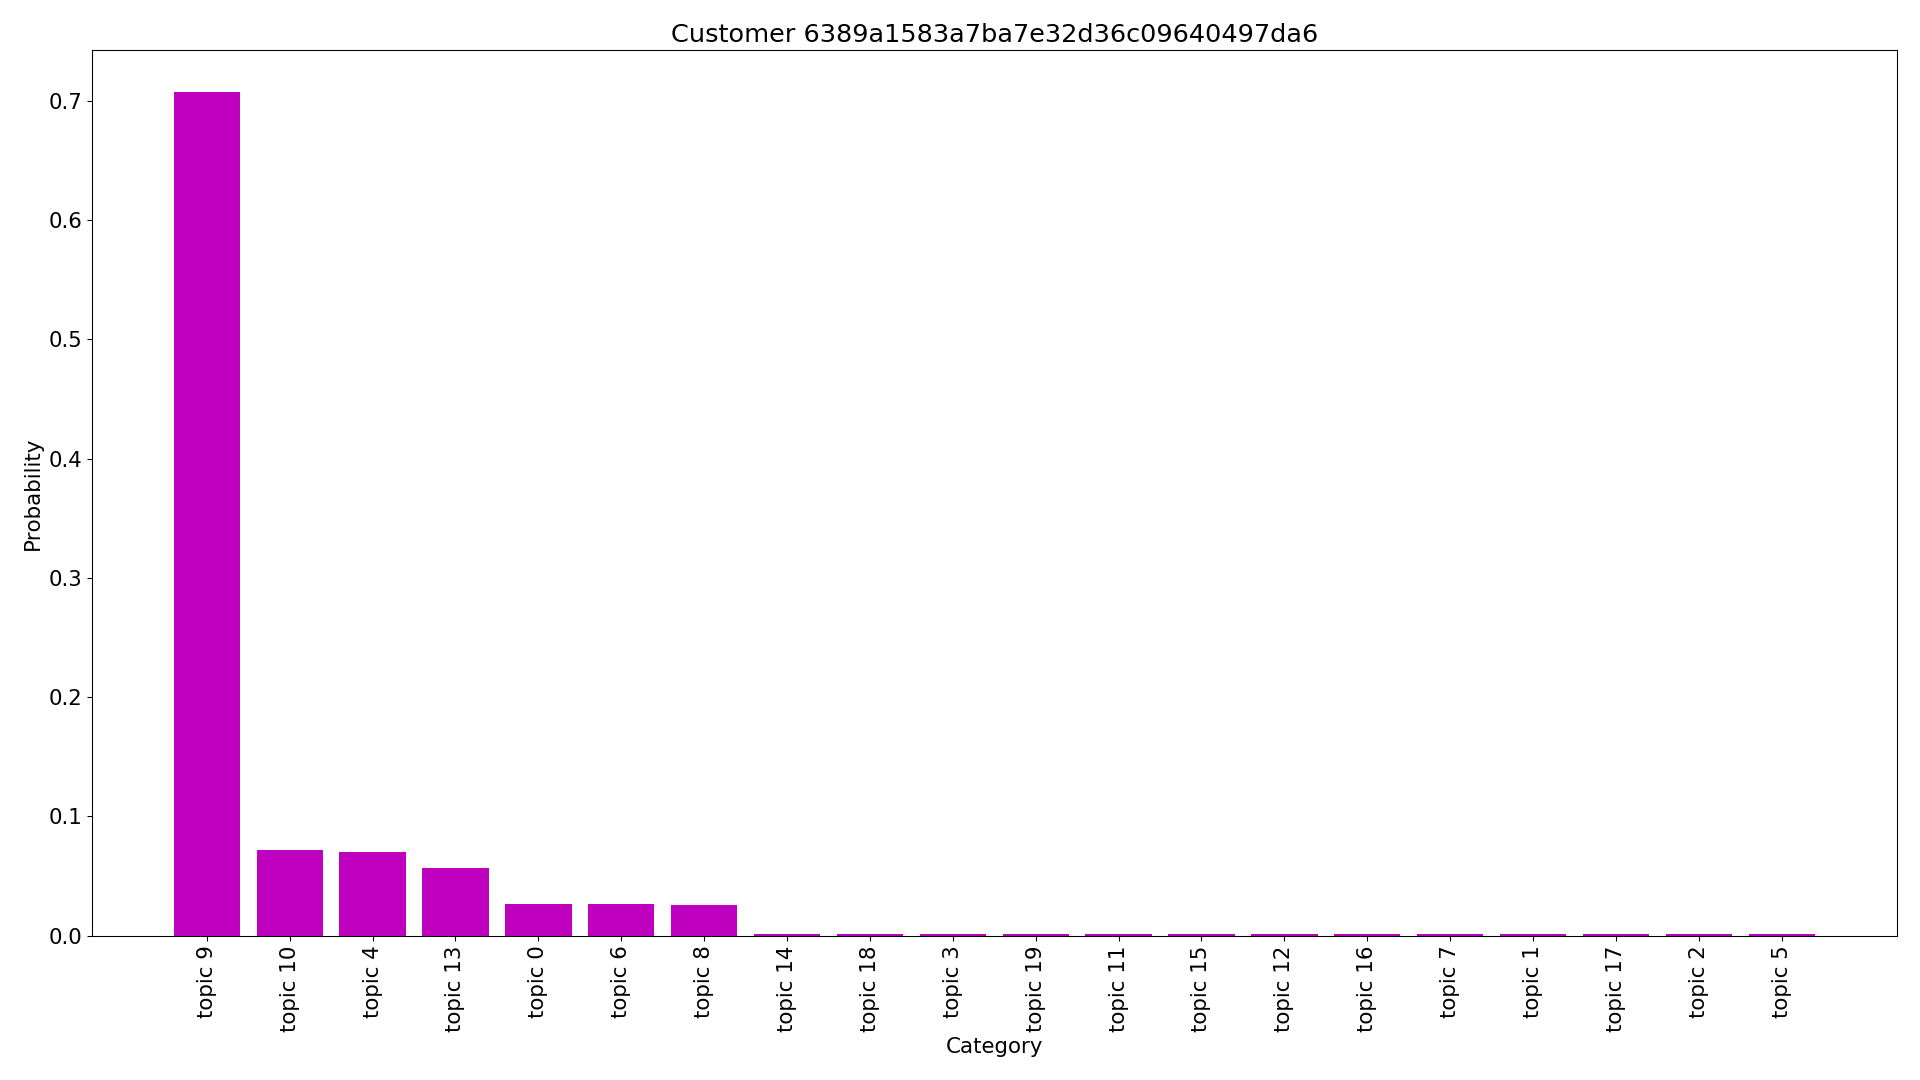 Customer 6389a1583a7ba7e32d36c09640497da6
Probability
0.7
0.6
0.5
0.4
0.3
0.2
0.1
0.0
topic 9
topic 10
topic 4
topic 13
topic 0
topic 6
topic 8
topic 14
topic 18
topic 3
topic 19
topic 11
topic 15
topic 12
topic 16
topic 7
topic 1
topic 17
topic 2
topic 5
Category